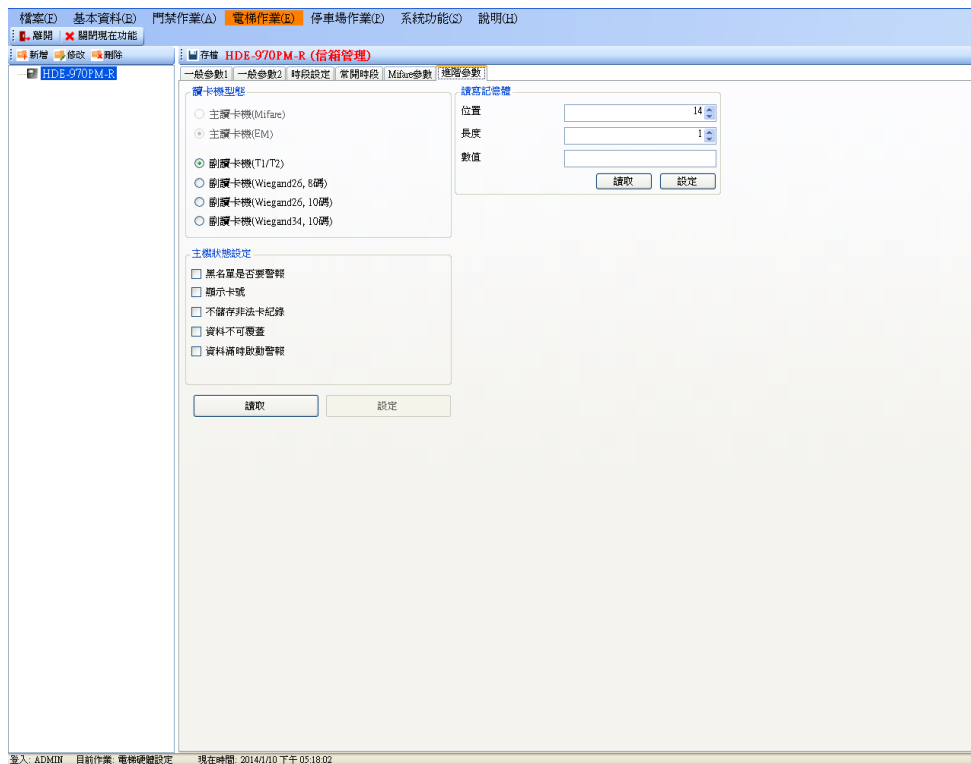 檔案(F) 基本資料(B) 門禁作業(A) 電梯作業(E) 停車場作業(P) 系統功能(S) 說明(H)
離開 關閉現在功能
新增 修改 刪除 存檔 HDE-970PM-R (信箱管理)
HDE-970PM-R
一般參數1 一般參數2 時段設定 常開時段 Mifare參數 進階參數
讀卡機型態
主讀卡機(Mifare)
主讀卡機(EM)
副讀卡機(T1/T2)
副讀卡機(Wiegand26, 8碼)
副讀卡機(Wiegand26, 10碼)
副讀卡機(Wiegand34, 10碼)
讀寫記憶體
位置 14
長度 1
數值
讀取 設定
主機狀態設定
黑名單是否要警報
顯示卡號
不儲存非法卡紀錄
資料不可覆蓋
資料滿時啟動警報
讀取 設定
登入: ADMIN 目前作業: 電梯硬體設定 現在時間: 2014/1/10 下午 05:18:02